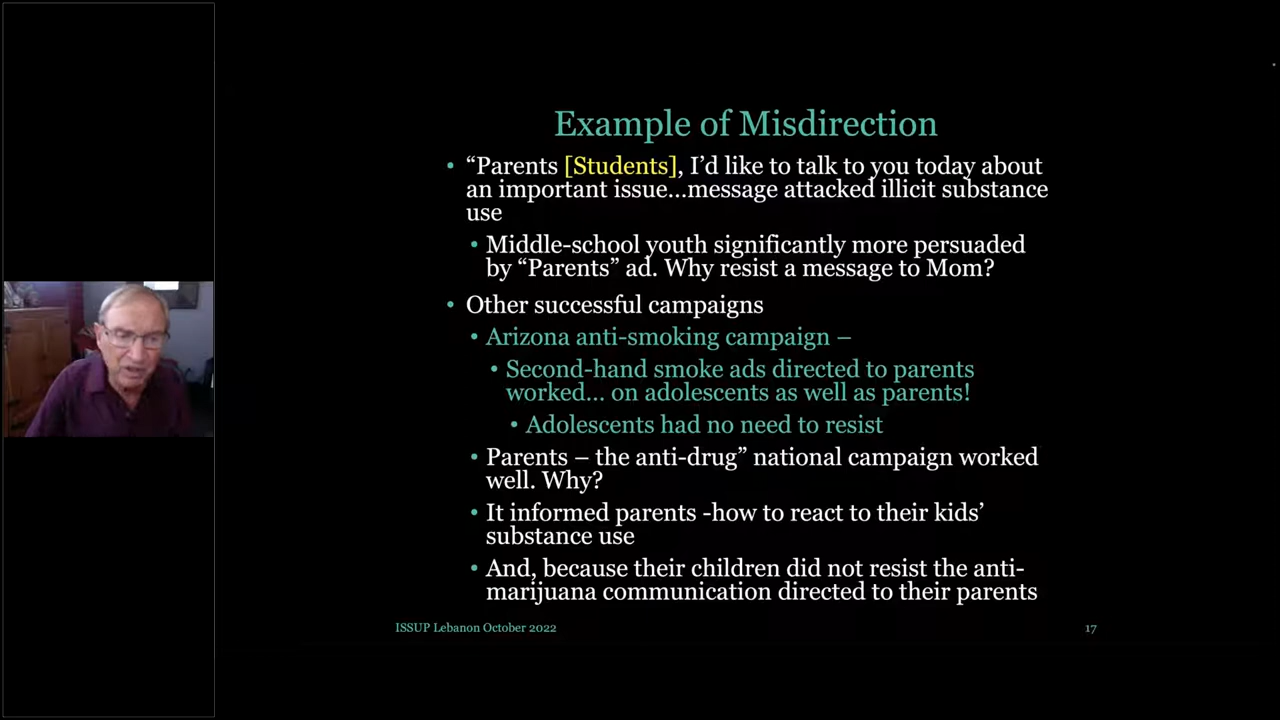 Example of Misdirection
• “Parents [Students], I’d like to talk to you today about
an important issue…message attacked illicit substance
use
• Middle-school youth significantly more persuaded
by “Parents” ad. Why resist a message to Mom?
• Other successful campaigns
• Arizona anti-smoking campaign –
• Second-hand smoke ads directed to parents
worked… on adolescents as well as parents!
• Adolescents had no need to resist
• Parents – the anti-drug” national campaign worked
well. Why?
• It informed parents -how to react to their kids’
substance use
• And, because their children did not resist the anti-
marijuana communication directed to their parents
ISSUP Lebanon October 2022
17